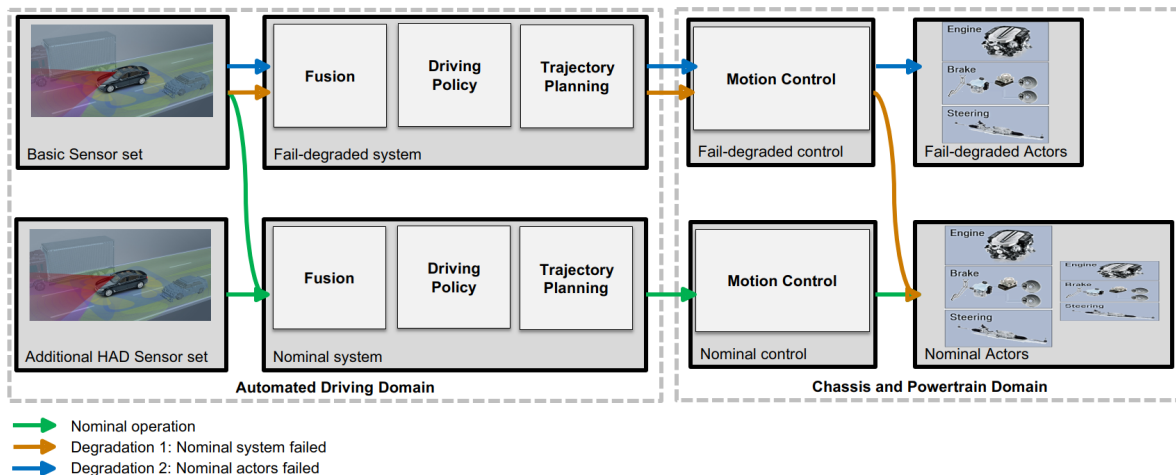 Fusion
Driving
Policy
Trajectory
Planning
Motion Control
Engine
Brake
Steering
Basic Sensor set
Fail-degraded system
Fail-degraded control
Fail-degraded Actors
Fusion
Driving
Policy
Trajectory
Planning
Motion Control
Engine
Brake
Steering
Engine
Brake
Steering
Additional HAD Sensor set
Nominal system
Nominal control
Nominal Actors
Automated Driving Domain
Chassis and Powertrain Domain
Nominal operation
Degradation 1: Nominal system failed
Degradation 2: Nominal actors failed